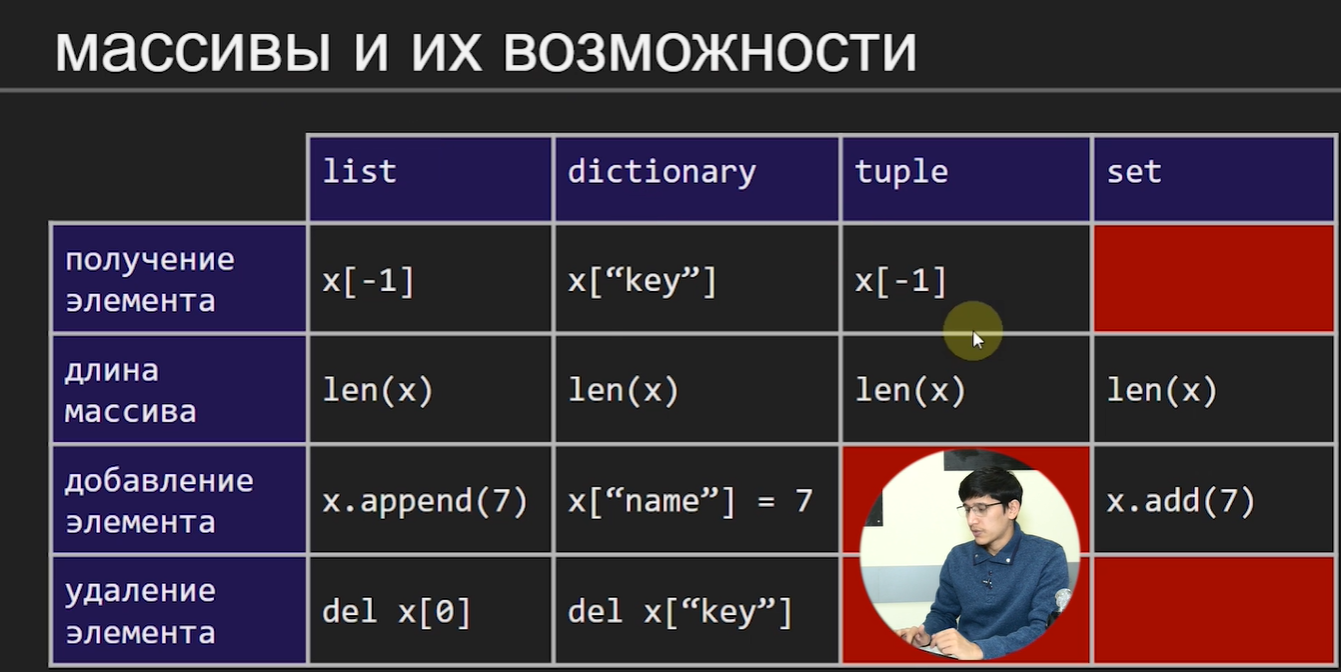 массивы и их возможности
list dictionary tuple set
получение
элемента
x[-1] x[“key”] x[-1]
длина
массива
len(x) len(x) len(x) len(x)
добавление
элемента
x.append(7) x[“name”] = 7 x.add(7)
удаление
элемента
del x[0] del x[“key”]